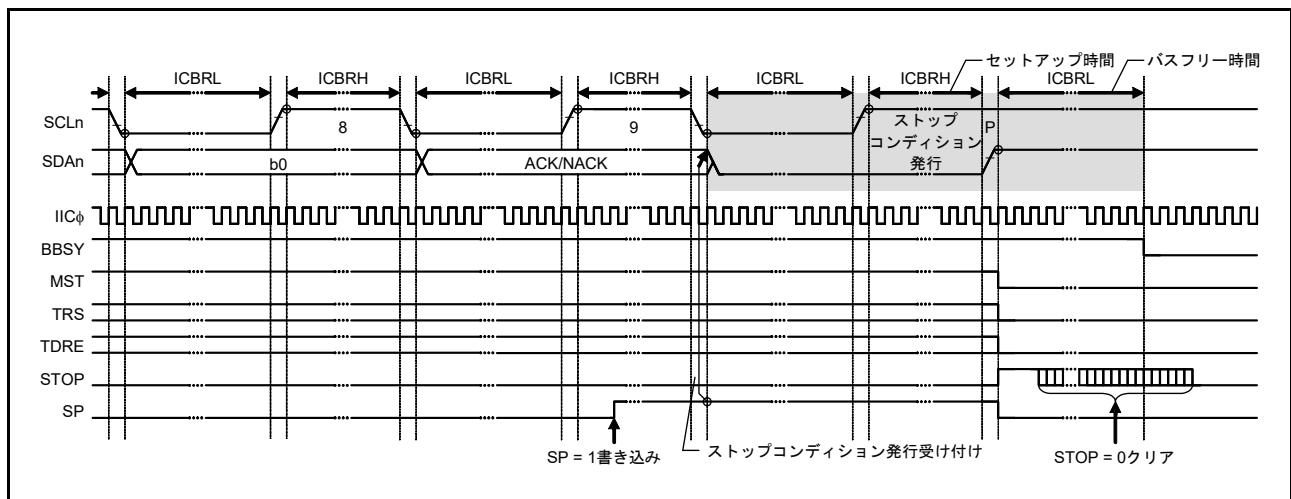 セットアップ時間
バスフリー時間
ICBRL ICBRH ICBRL ICBRH ICBRL ICBRH ICBRL
SCLn 8 9 ストップ P
コンディション
発行
SDAn b0 ACK/NACK
IICφ
BBSY
MST
TRS
TDRE
STOP
SP
SP = 1書き込み ストップコンディション発行受け付け STOP = 0クリア